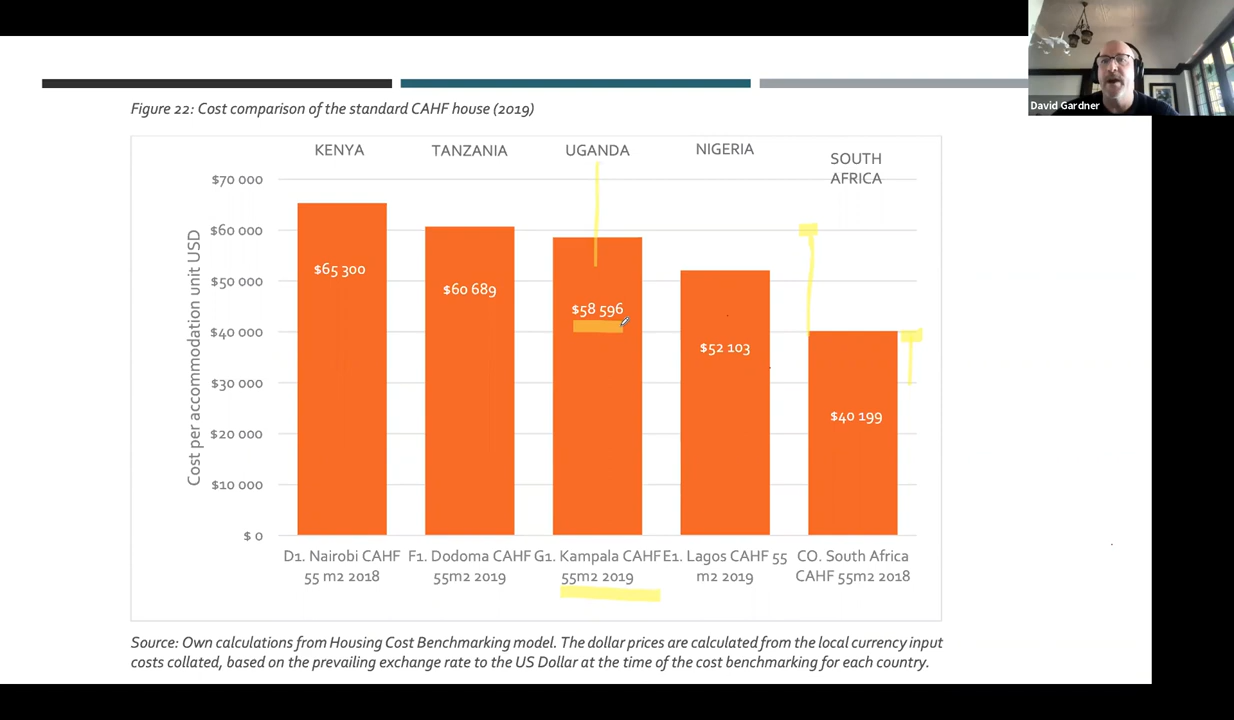 David Gardner
Figure 22: Cost comparison of the standard CAHF house (2019)
KENYA
TANZANIA
UGANDA
NIGERIA
SOUTH
AFRICA
Cost per accommodation unit USD
$70 000
$60 000
$50 000
$40 000
$30 000
$20 000
$10 000
$ 0
$65 300
$60 689
$58 596
$52 103
$40 199
D1. Nairobi CAHF
55 m2 2018
F1. Dodoma CAHF
55m2 2019
G1. Kampala CAHF
55m2 2019
E1. Lagos CAHF 55
m2 2019
CO. South Africa
CAHF 55m2 2018
Source: Own calculations from Housing Cost Benchmarking model. The dollar prices are calculated from the local currency input
costs collated, based on the prevailing exchange rate to the US Dollar at the time of the cost benchmarking for each country.